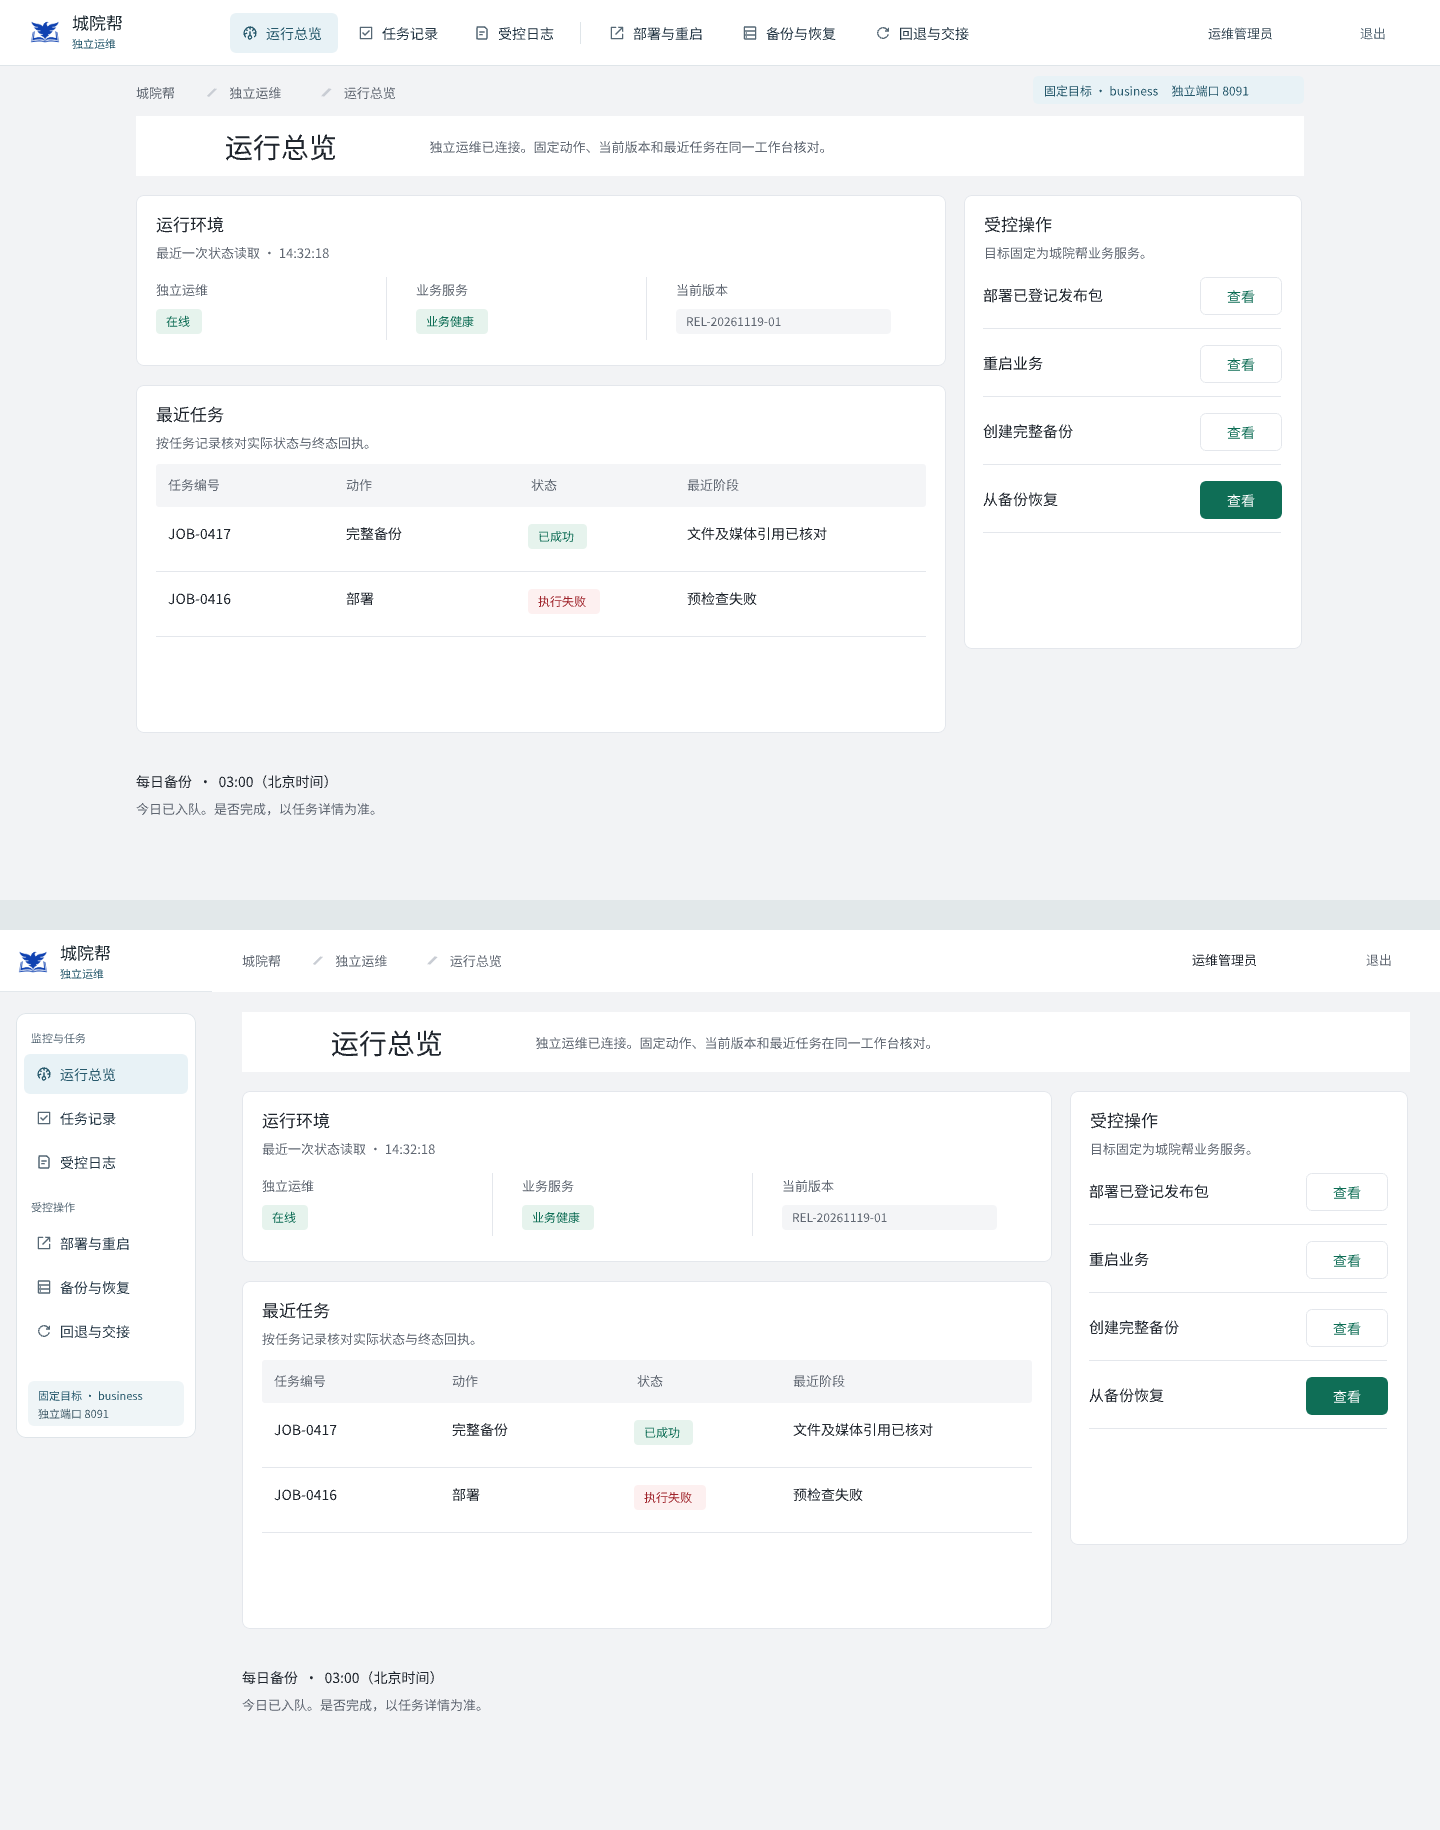 城院帮
独立运维
运行总览 任务记录 受控日志 部署与重启 备份与恢复 回退与交接 运维管理员 退出
城院帮 独立运维 运行总览 固定目标 · business 独立端口 8091
运行总览 独立运维已连接。固定动作、当前版本和最近任务在同一工作台核对。
运行环境
最近一次状态读取 · 14:32:18
独立运维 业务服务 当前版本
在线 业务健康 REL-20261119-01
最近任务
按任务记录核对实际状态与终态回执。
任务编号 动作 状态 最近阶段
JOB-0417 完整备份 已成功 文件及媒体引用已核对
JOB-0416 部署 执行失败 预检查失败
受控操作
目标固定为城院帮业务服务。
部署已登记发布包 查看
重启业务 查看
创建完整备份 查看
从备份恢复 查看
每日备份 · 03:00（北京时间）
今日已入队。是否完成，以任务详情为准。
城院帮
独立运维
城院帮 独立运维 运行总览 运维管理员 退出
监控与任务
运行总览
任务记录
受控日志
受控操作
部署与重启
备份与恢复
回退与交接
固定目标 · business
独立端口 8091
运行总览 独立运维已连接。固定动作、当前版本和最近任务在同一工作台核对。
运行环境
最近一次状态读取 · 14:32:18
独立运维 业务服务 当前版本
在线 业务健康 REL-20261119-01
最近任务
按任务记录核对实际状态与终态回执。
任务编号 动作 状态 最近阶段
JOB-0417 完整备份 已成功 文件及媒体引用已核对
JOB-0416 部署 执行失败 预检查失败
受控操作
目标固定为城院帮业务服务。
部署已登记发布包 查看
重启业务 查看
创建完整备份 查看
从备份恢复 查看
每日备份 · 03:00（北京时间）
今日已入队。是否完成，以任务详情为准。